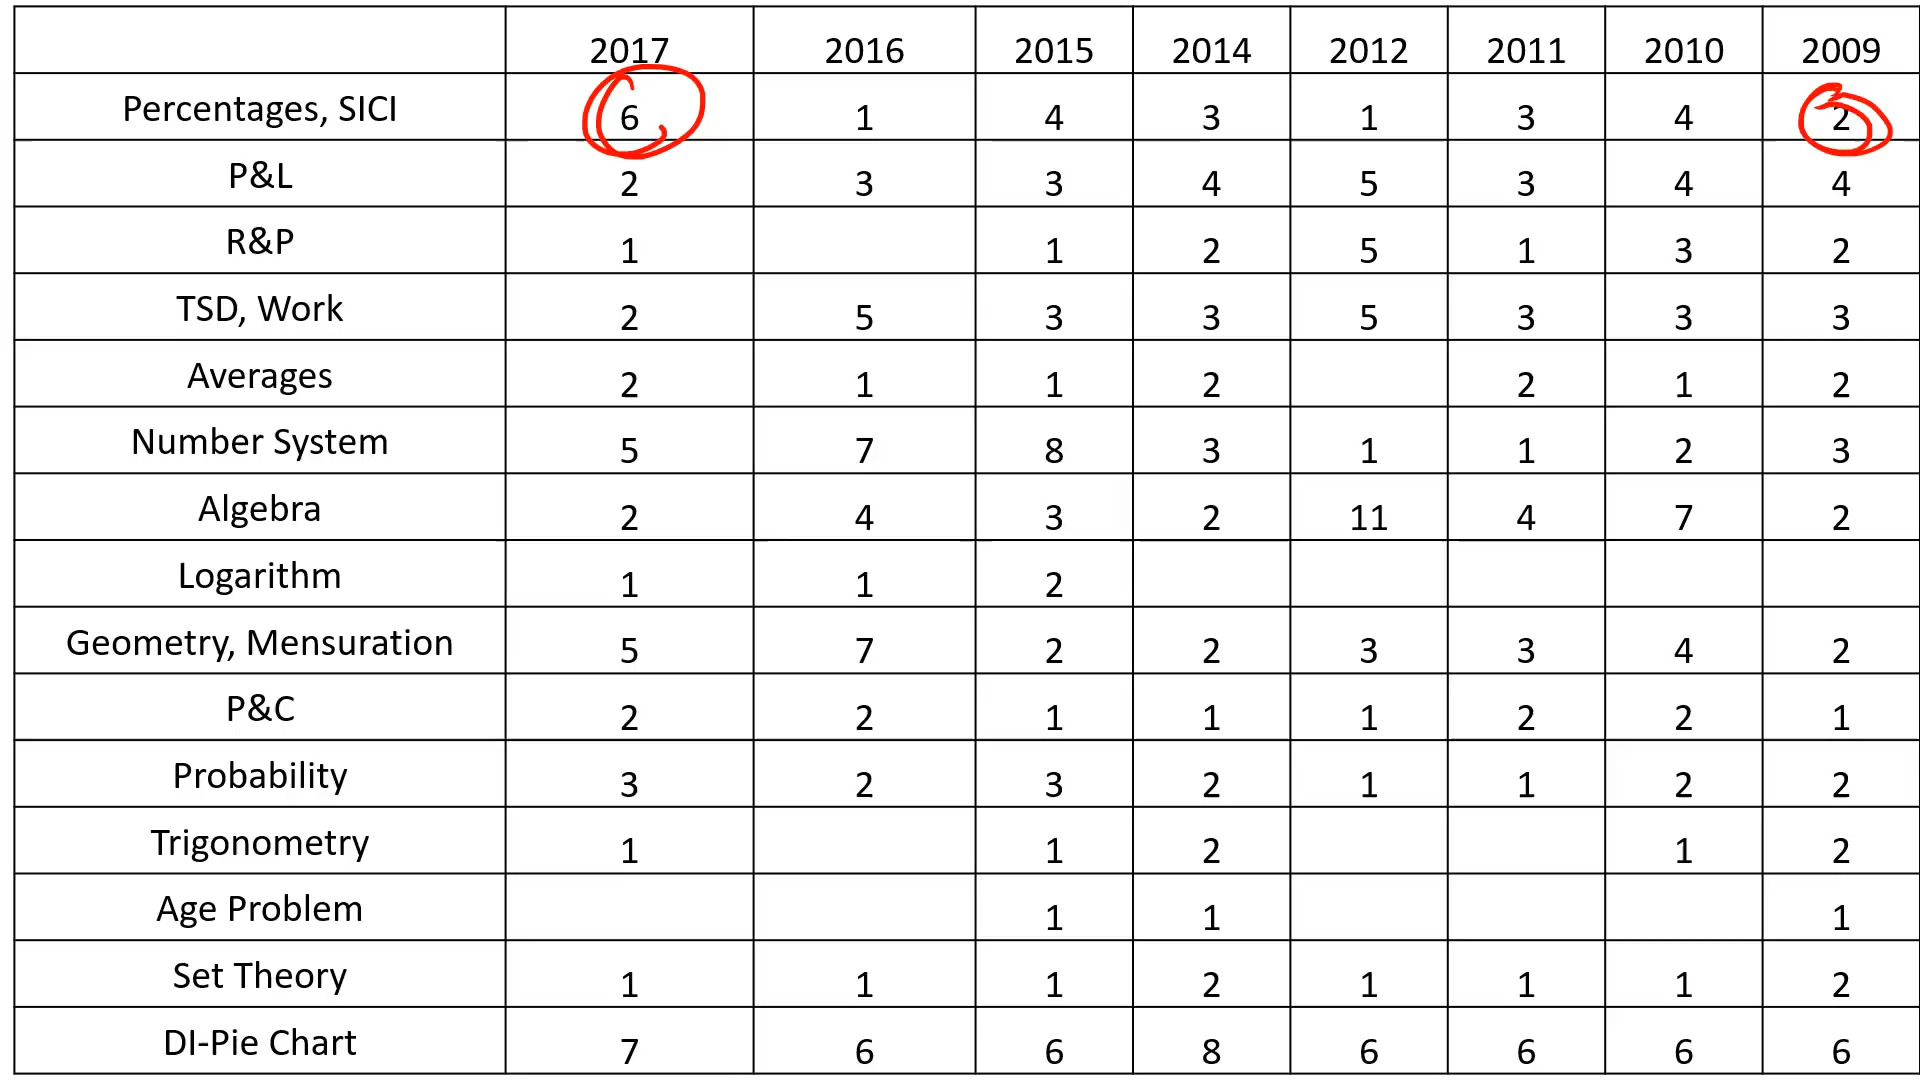 2017 2016 2015 2014 2012 2011 2010 2009
Percentages, SICI 6 1 4 3 1 3 4 2
P&L 2 3 3 4 5 3 4 4
R&P 1 1 2 5 1 3 2
TSD, Work 2 5 3 3 5 3 3 3
Averages 2 1 1 2 2 1 2
Number System 5 7 8 3 1 1 2 3
Algebra 2 4 3 2 11 4 7 2
Logarithm 1 1 2
Geometry, Mensuration 5 7 2 2 3 3 4 2
P&C 2 2 1 1 1 2 2 1
Probability 3 2 3 2 1 1 2 2
Trigonometry 1 1 2 1 2
Age Problem 1 1 1
Set Theory 1 1 1 2 1 1 1 2
DI-Pie Chart 7 6 6 8 6 6 6 6